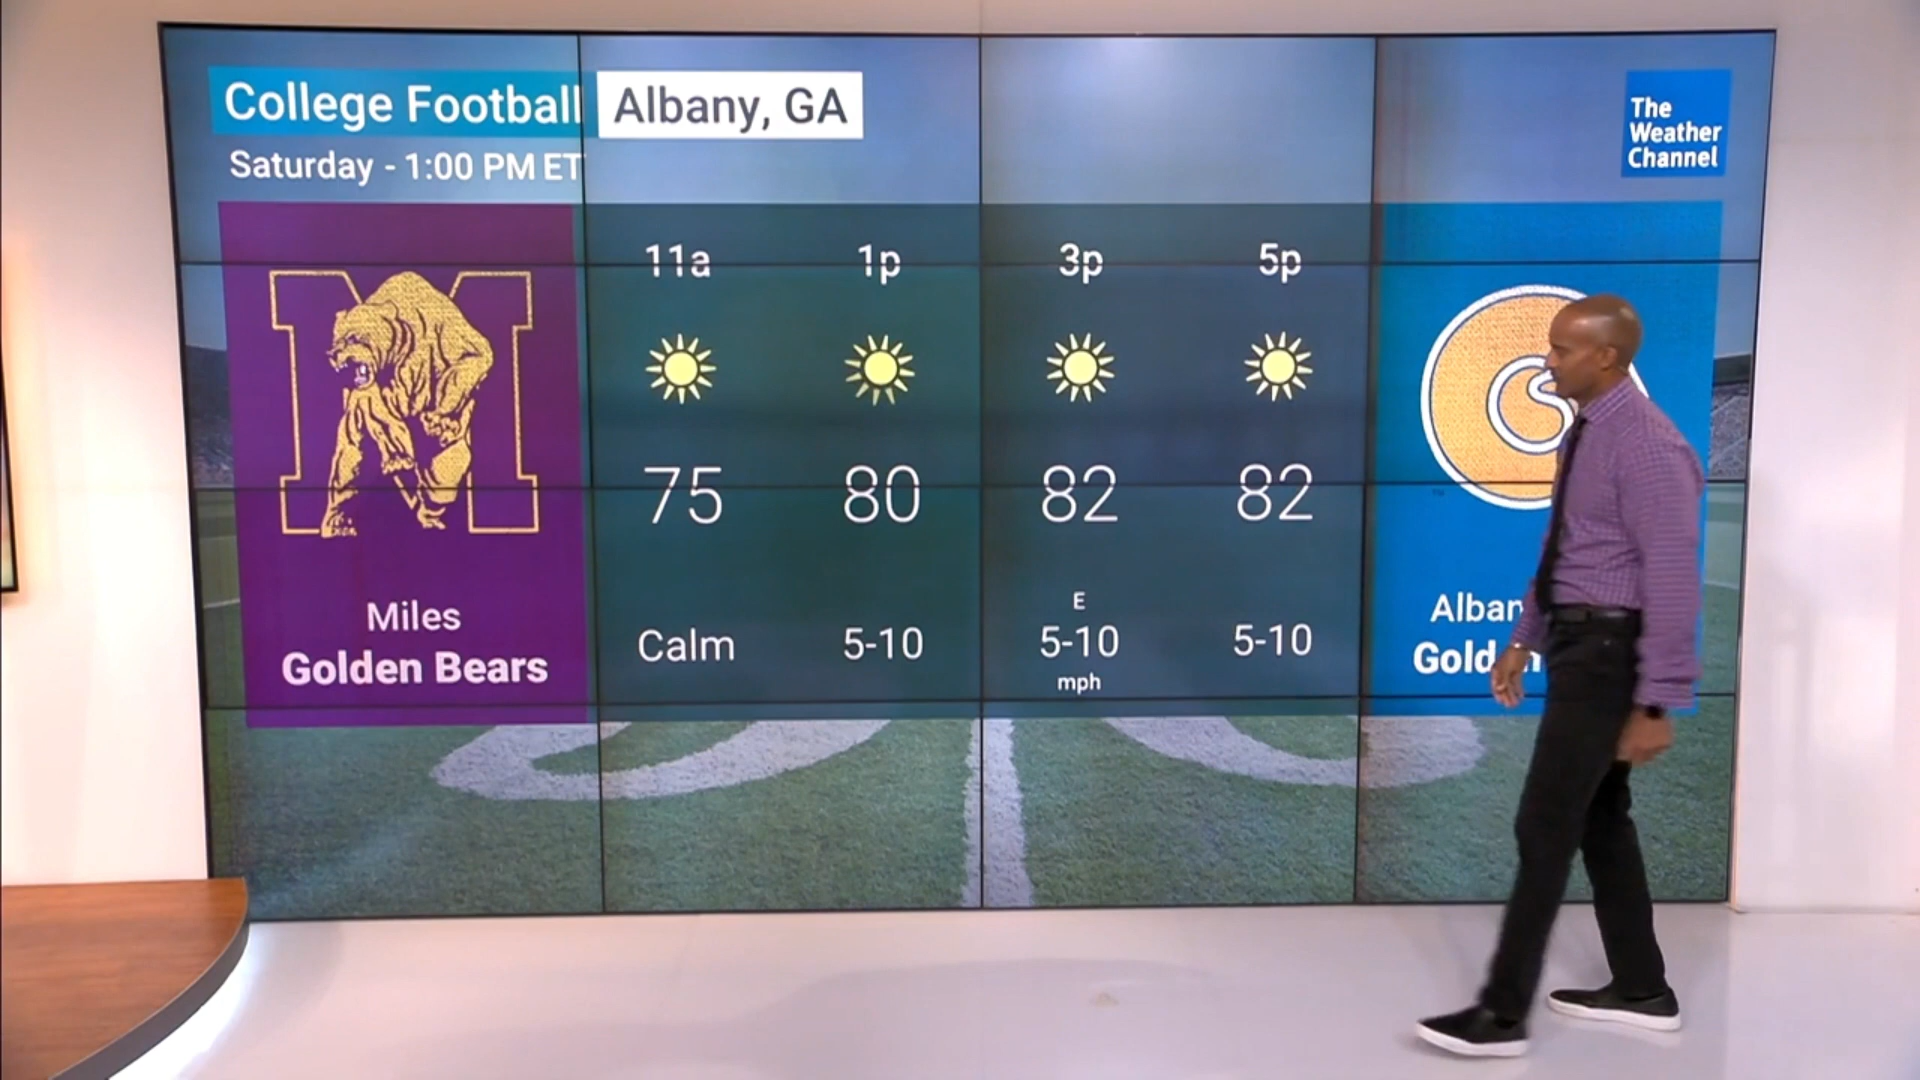 College Football
Albany, GA
Saturday - 1:00 PM ET
The
Weather
Channel
11a
1p
3p
5p
75
80
82
82
E
Calm
5-10
5-10
5-10
mph
Miles
Golden Bears